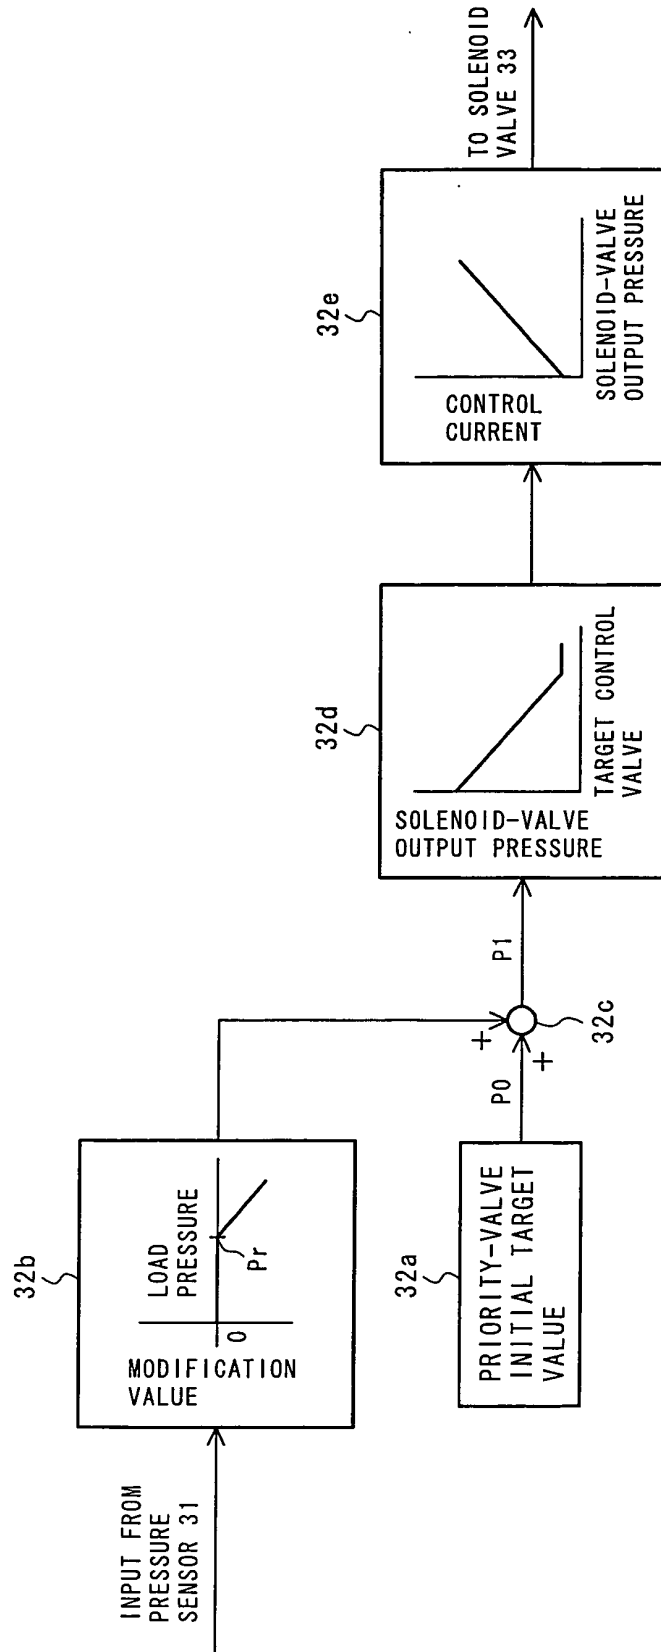 INPUT FROM
PRESSURE
SENSOR 31
32b
LOAD
PRESSURE
Pr
0
MODIFICATION
VALUE
32a
PRIORITY-VALVE
INITIAL TARGET
VALUE
P0
+
+
32c
P1
32d
SOLENOID-VALVE
OUTPUT PRESSURE
TARGET CONTROL
VALVE
32e
CONTROL
CURRENT
SOLENOID-VALVE
OUTPUT PRESSURE
TO SOLENOID
VALVE 33